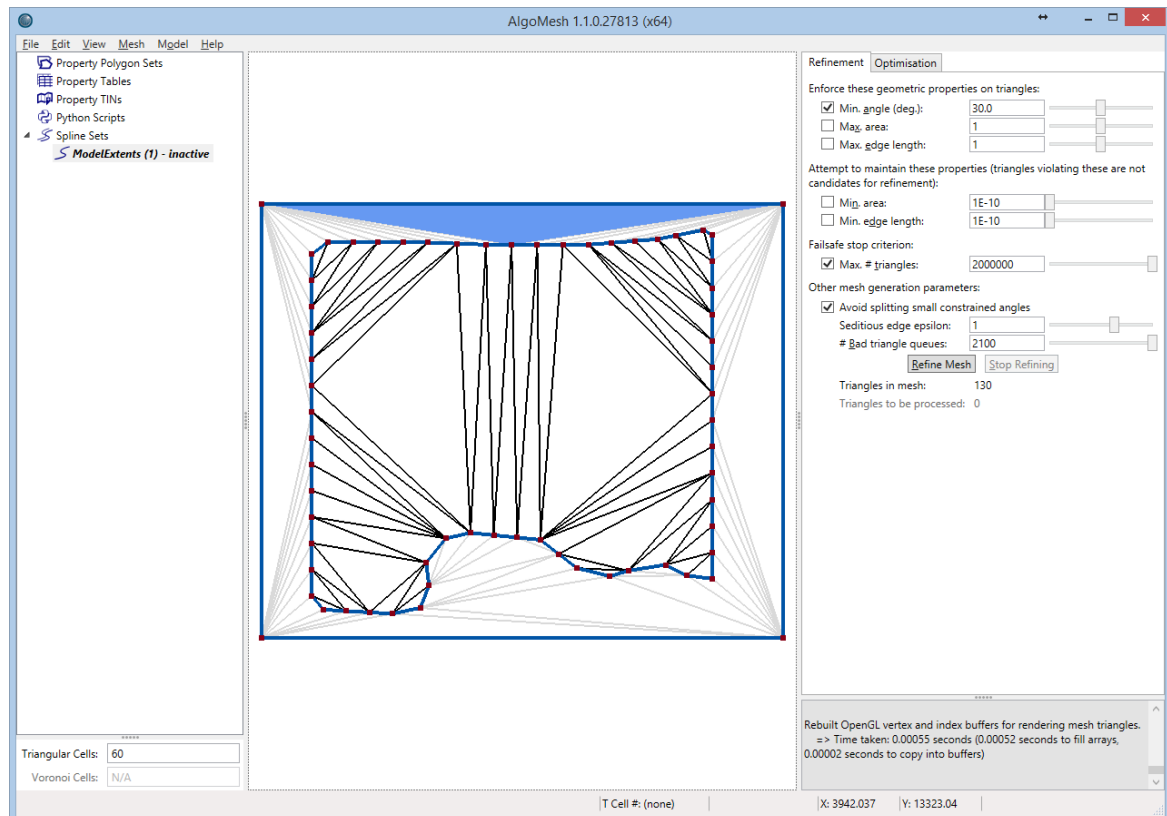 AlgoMesh 1.1.0.27813 (x64)
File Edit View Mesh Model Help
Property Polygon Sets
Property Tables
Property TINs
Python Scripts
Spline Sets
ModelExtents (1) - inactive
Triangular Cells: 60
Voronoi Cells: N/A
Refinement Optimisation
Enforce these geometric properties on triangles:
Min. angle (deg.): 30.0
Max. area: 1
Max. edge length: 1
Attempt to maintain these properties (triangles violating these are not
candidates for refinement):
Min. area: 1E-10
Min. edge length: 1E-10
Failsafe stop criterion:
Max. # triangles: 2000000
Other mesh generation parameters:
Avoid splitting small constrained angles
Seditious edge epsilon: 1
# Bad triangle queues: 2100
Refine Mesh Stop Refining
Triangles in mesh: 130
Triangles to be processed: 0
Rebuilt OpenGL vertex and index buffers for rendering mesh triangles.
=> Time taken: 0.00055 seconds (0.00052 seconds to fill arrays,
0.00002 seconds to copy into buffers)
T Cell #: (none) X: 3942.037 Y: 13323.04